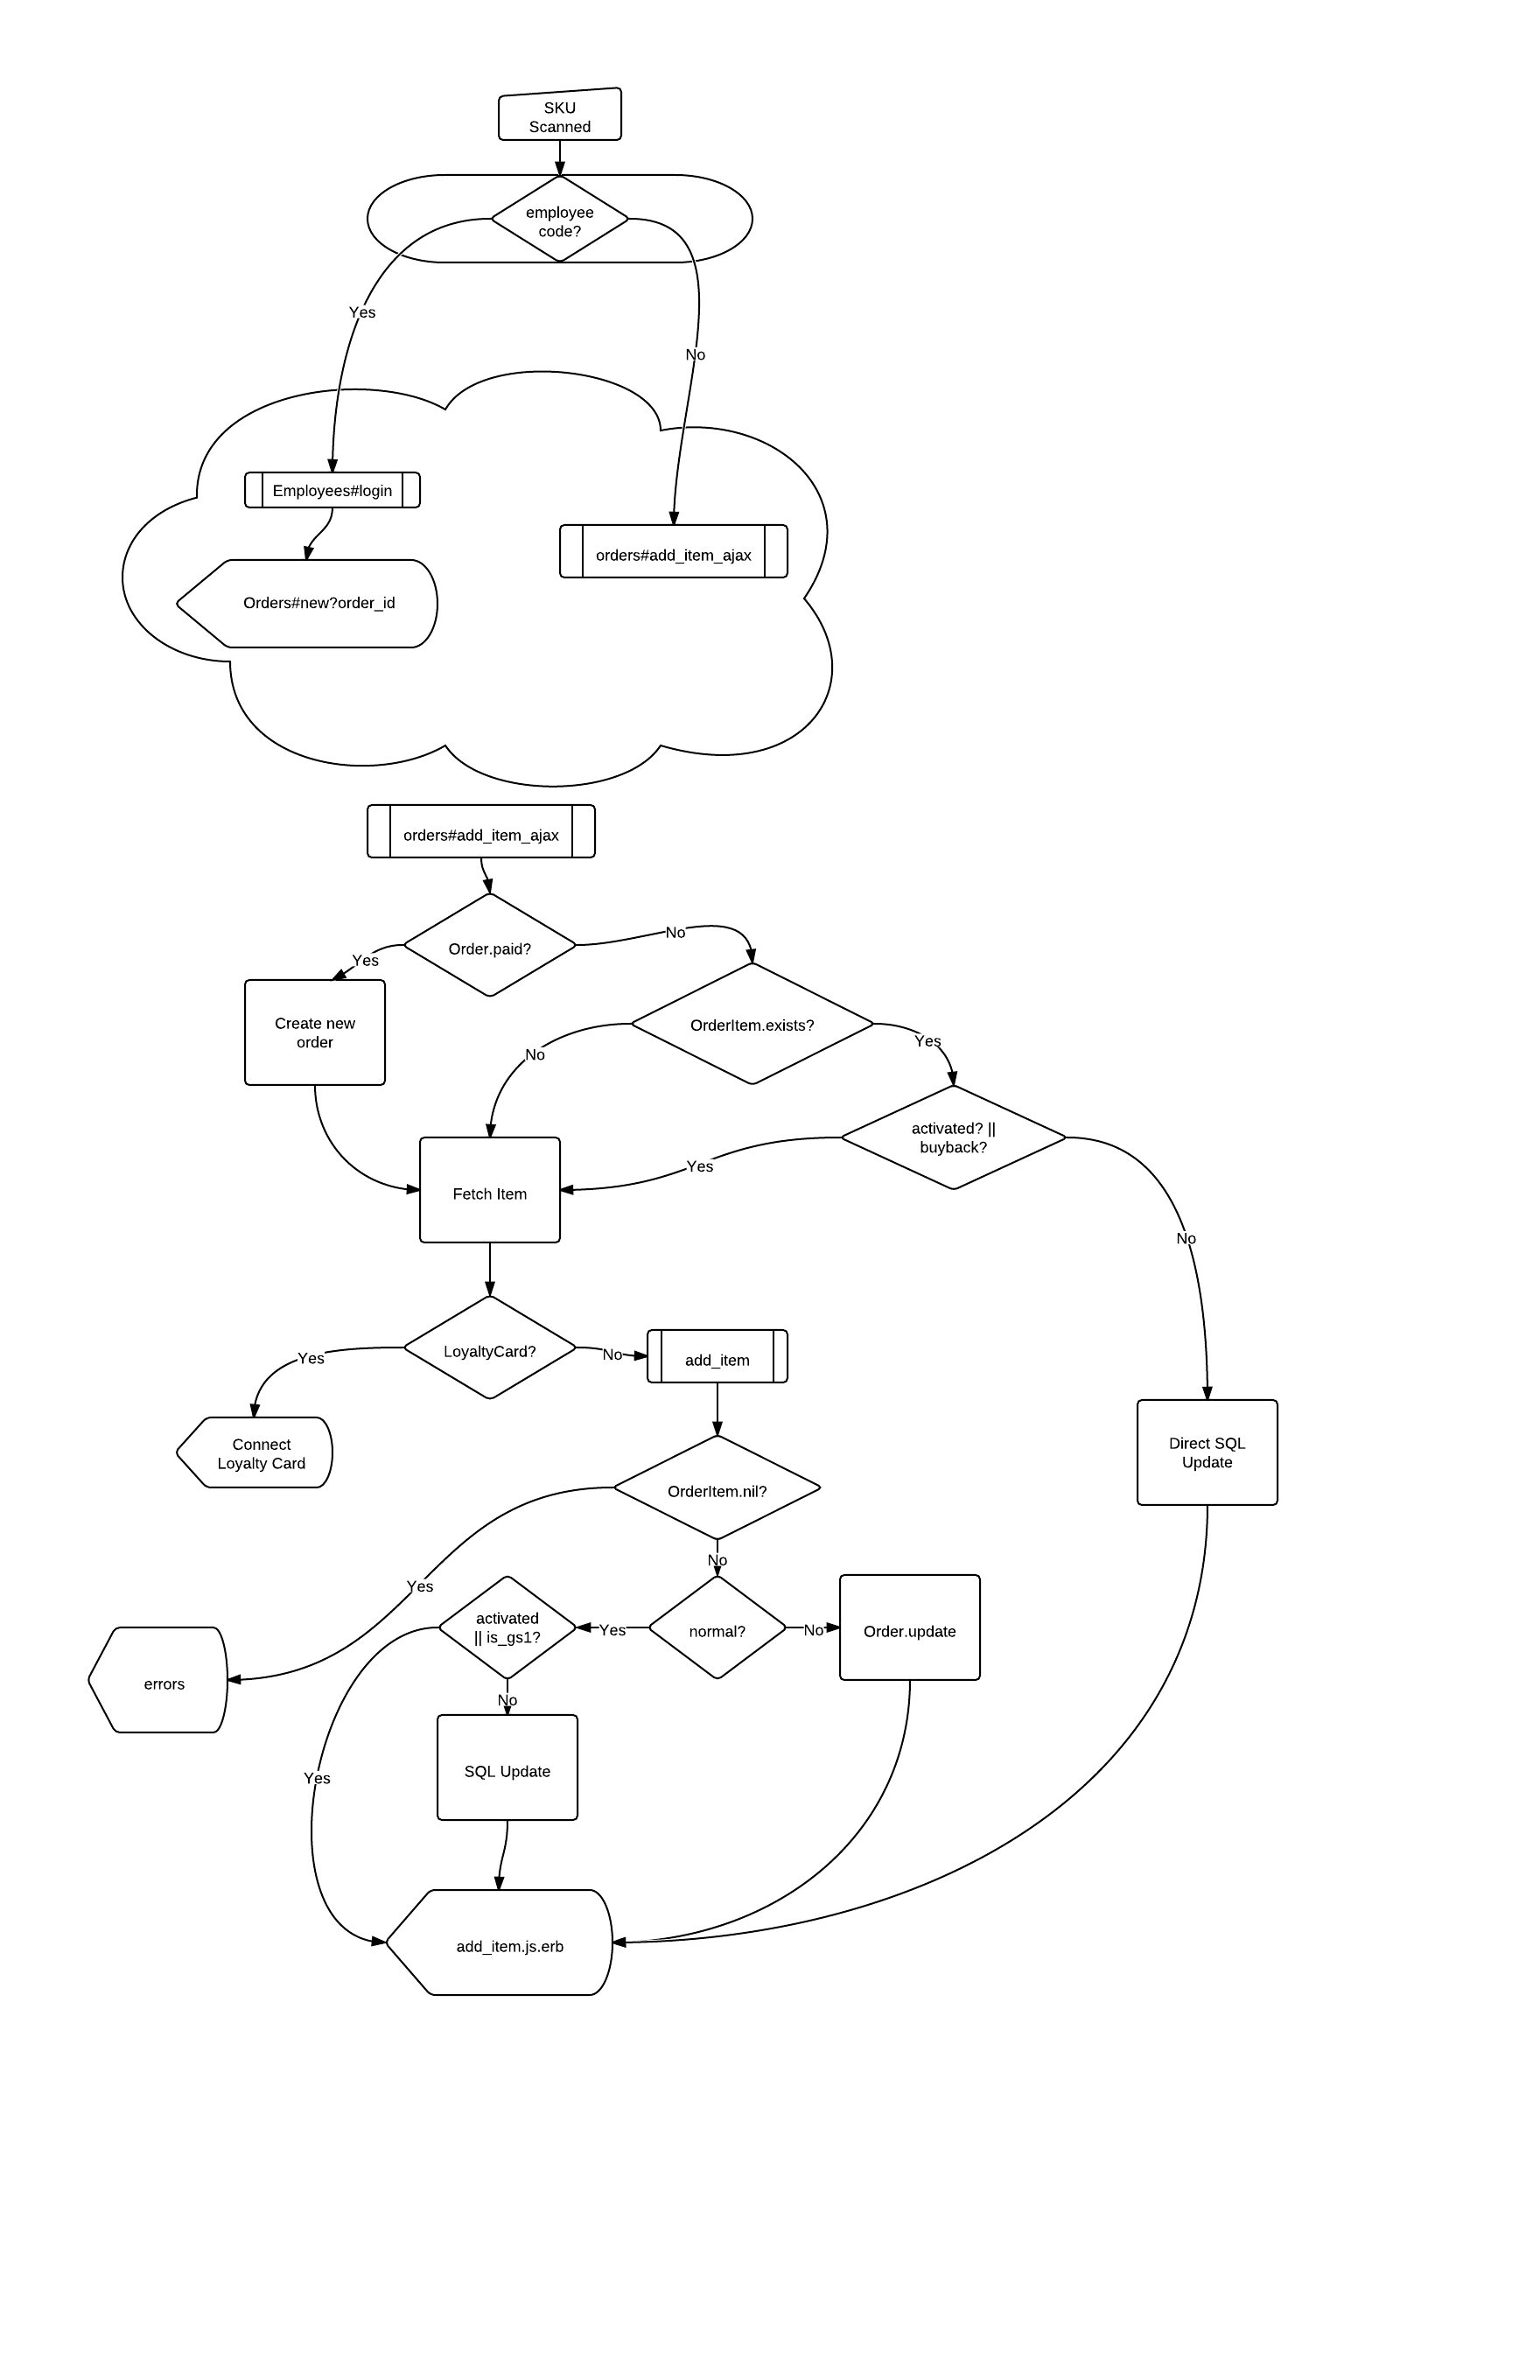 SKU
Scanned
employee
code?
Yes
No
Employees#login
orders#add_item_ajax
Orders#new?order_id
orders#add_item_ajax
Order.paid?
No
Yes
OrderItem.exists?
Create new
order
No
Yes
activated? ||
buyback?
Yes
Fetch Item
No
LoyaltyCard?
Yes
No
add_item
Connect
Loyalty Card
Direct SQL
Update
OrderItem.nil?
No
Yes
activated
|| is_gs1?
Yes
normal?
No
Order.update
errors
No
SQL Update
Yes
add_item.js.erb